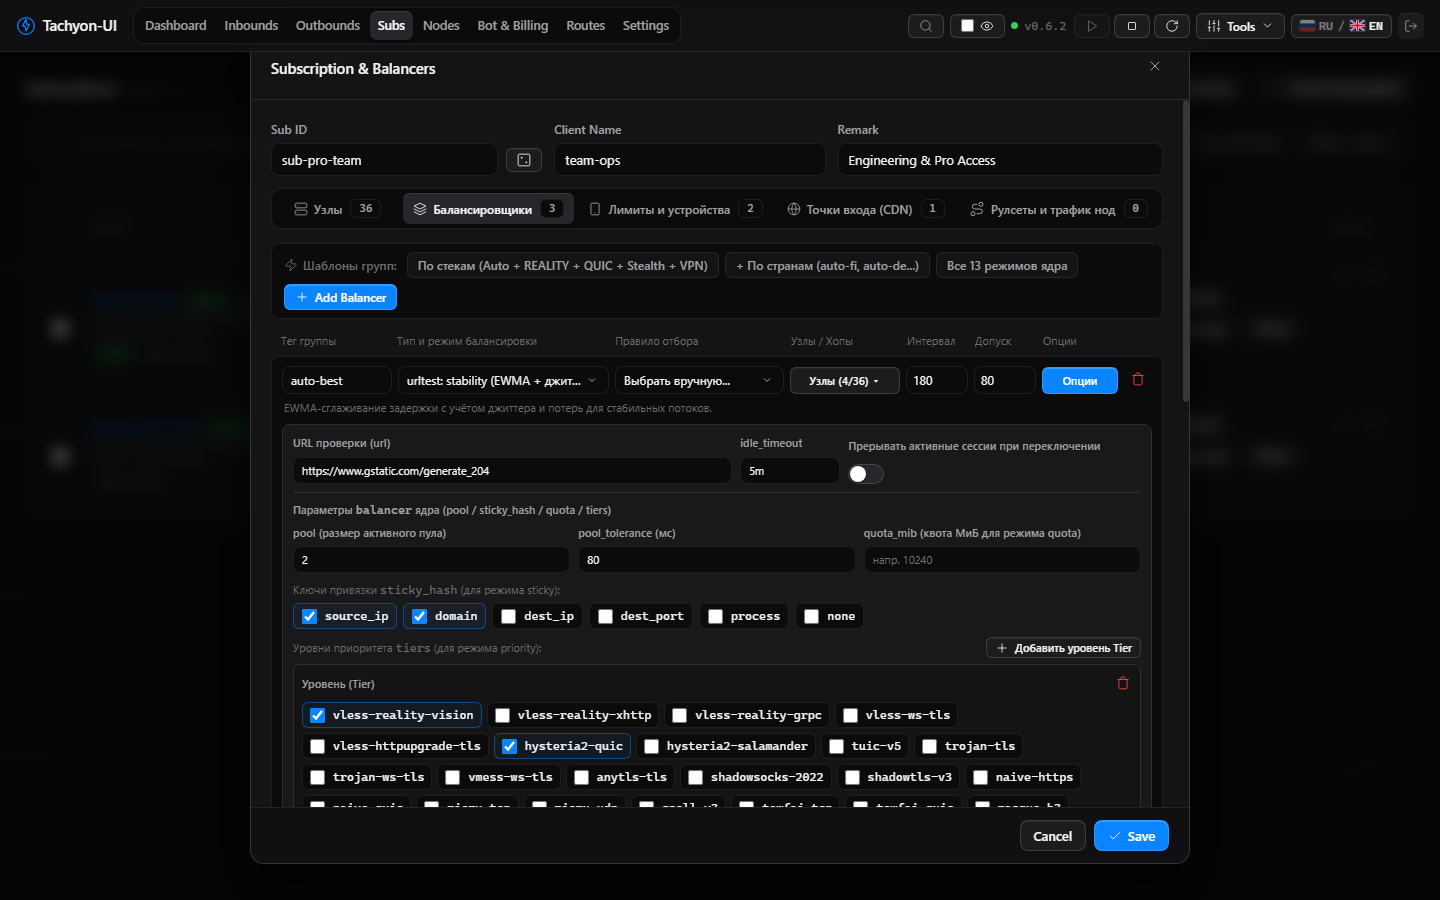 Tachyon-UI Dashboard Inbounds Outbounds Subs Nodes Bot & Billing Routes Settings v0.6.2 Tools RU / EN
Subscription & Balancers
Sub ID Client Name Remark
sub-pro-team team-ops Engineering & Pro Access
Узлы 36 Балансировщики 3 Лимиты и устройства 2 Точки входа (CDN) 1 Рулсеты и трафик нод 0
Шаблоны групп: По стекам (Auto + REALITY + QUIC + Stealth + VPN) + По странам (auto-fi, auto-de...) Все 13 режимов ядра
Add Balancer
Тег группы Тип и режим балансировки Правило отбора Узлы / Хопы Интервал Допуск Опции
auto-best urltest: stability (EWMA + джит... Выбрать вручную... Узлы (4/36) 180 80 Опции
EWMA-сглаживание задержки с учётом джиттера и потерь для стабильных потоков.
URL проверки (url) idle_timeout Прерывать активные сессии при переключении
https://www.gstatic.com/generate_204 5m
Параметры balancer ядра (pool / sticky_hash / quota / tiers)
pool (размер активного пула) pool_tolerance (мс) quota_mib (квота МиБ для режима quota)
2 80 напр. 10240
Ключи привязки sticky_hash (для режима sticky):
source_ip domain dest_ip dest_port process none
Уровни приоритета tiers (для режима priority): Добавить уровень Tier
Уровень (Tier)
vless-reality-vision vless-reality-xhttp vless-reality-grpc vless-ws-tls
vless-httpupgrade-tls hysteria2-quic hysteria2-salamander tuic-v5 trojan-tls
trojan-ws-tls vmess-ws-tls anytls-tls shadowsocks-2022 shadowtls-v3 naive-https
Cancel Save